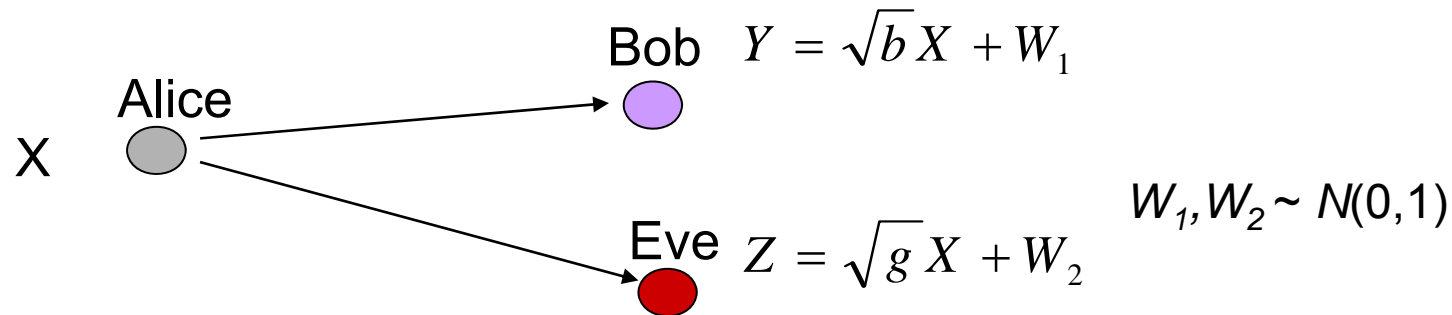 Bob Y = √b X + W₁
Alice
X
W₁,W₂ ~ N(0,1)
Eve Z = √g X + W₂